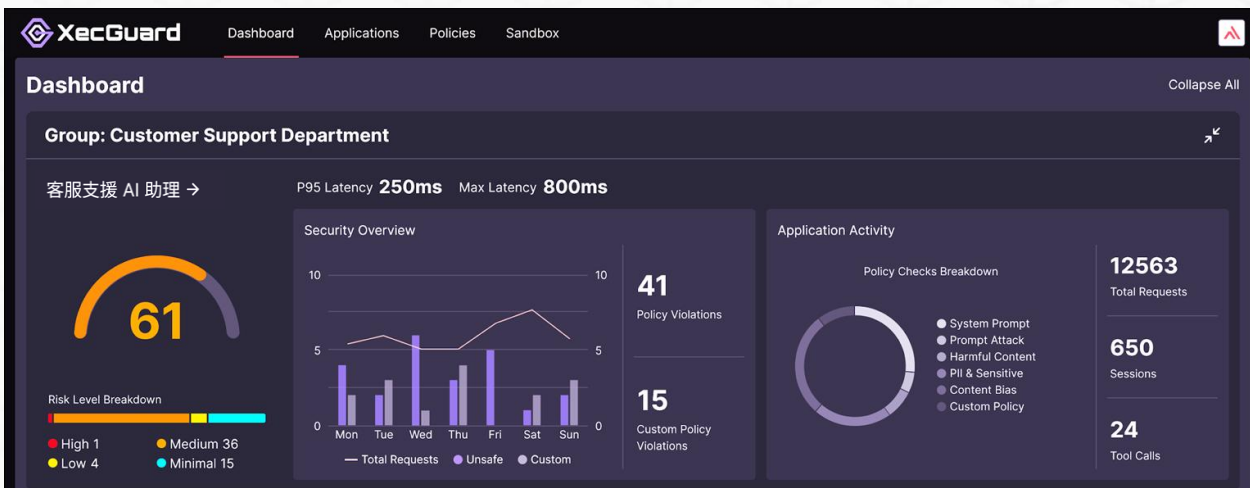 XecGuard
Dashboard Applications Policies Sandbox
Dashboard
Collapse All
Group: Customer Support Department
客服支援 AI 助理 →
P95 Latency 250ms Max Latency 800ms
61
Risk Level Breakdown
High 1
Medium 36
Low 4
Minimal 15
Security Overview
10
5
0
10
5
0
Mon Tue Wed Thu Fri Sat Sun
Total Requests Unsafe Custom
41
Policy Violations
15
Custom Policy
Violations
Application Activity
Policy Checks Breakdown
System Prompt
Prompt Attack
Harmful Content
PII & Sensitive
Content Bias
Custom Policy
12563
Total Requests
650
Sessions
24
Tool Calls